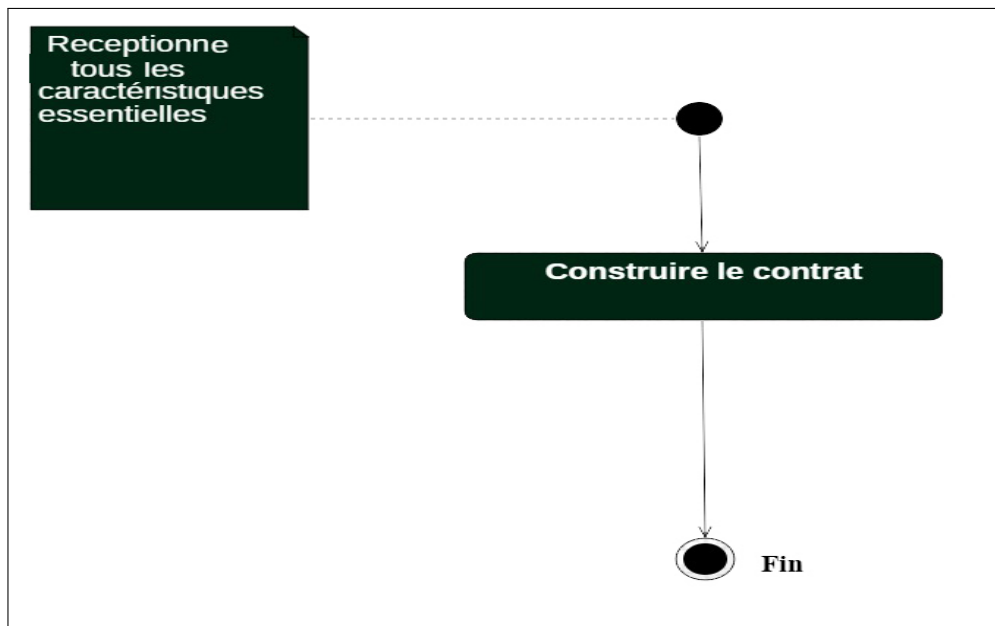 Receptionne
tous les
caractéristiques
essentielles
Construire le contrat
Fin